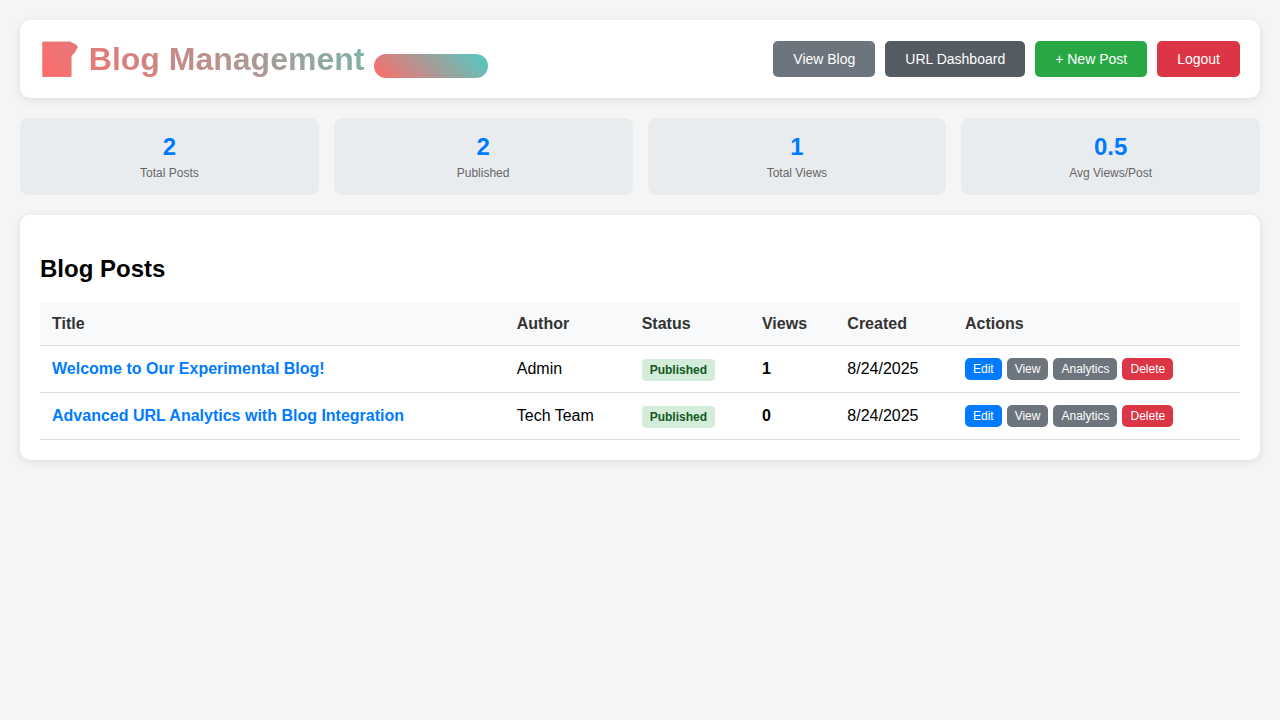 Blog Management
View Blog
URL Dashboard
+ New Post
Logout
2
Total Posts
2
Published
1
Total Views
0.5
Avg Views/Post
Blog Posts
Title Author Status Views Created Actions
Welcome to Our Experimental Blog! Admin Published 1 8/24/2025 Edit View Analytics Delete
Advanced URL Analytics with Blog Integration Tech Team Published 0 8/24/2025 Edit View Analytics Delete